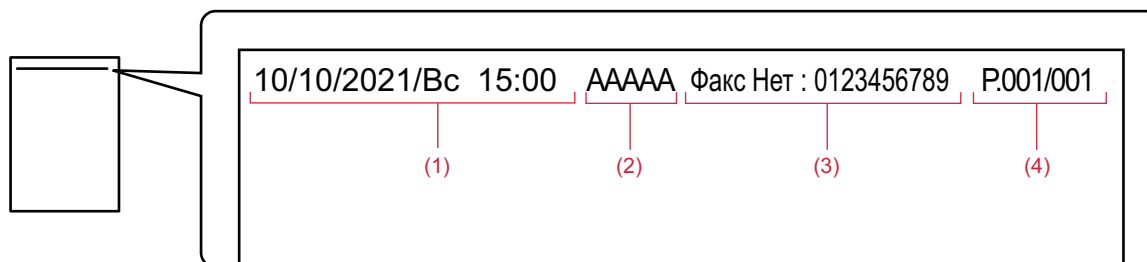 10/10/2021/Вс 15:00 AAAAA Факс Нет : 0123456789 P.001/001
(1) (2) (3) (4)